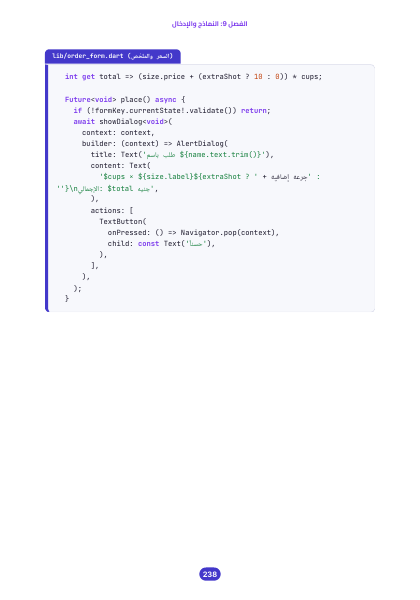 الفصل 9: النماذج والإدخال
lib/order_form.dart (السعر والملخص)
int get total => (size.price + (extraShot ? 10 : 0)) * cups;
Future<void> place() async {
if (!formKey.currentState!.validate()) return;
await showDialog<void>(
context: context,
builder: (context) => AlertDialog(
title: Text('طلب باسم ${name.text.trim()}'),
content: Text(
'$cups × ${size.label}${extraShot ? ' + جرعة إضافية' :
''}\nالإجمالي: $total جنيه',
),
actions: [
TextButton(
onPressed: () => Navigator.pop(context),
child: const Text('حسناً'),
),
],
),
);
}
238